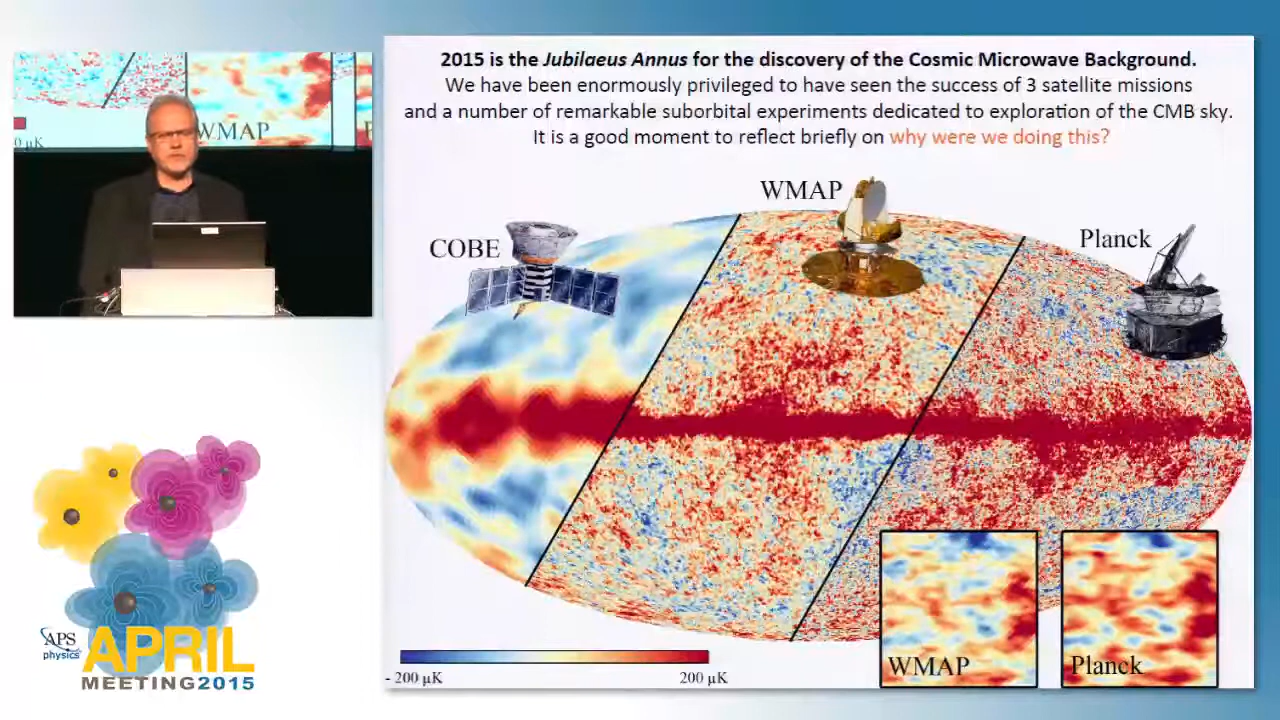 0 µK
WMAP
2015 is the Jubilaeus Annus for the discovery of the Cosmic Microwave Background.
We have been enormously privileged to have seen the success of 3 satellite missions
and a number of remarkable suborbital experiments dedicated to exploration of the CMB sky.
It is a good moment to reflect briefly on why were we doing this?
WMAP
COBE
Planck
WMAP
Planck
- 200 µK
200 µK
APS
physics
APRIL
MEETING2015